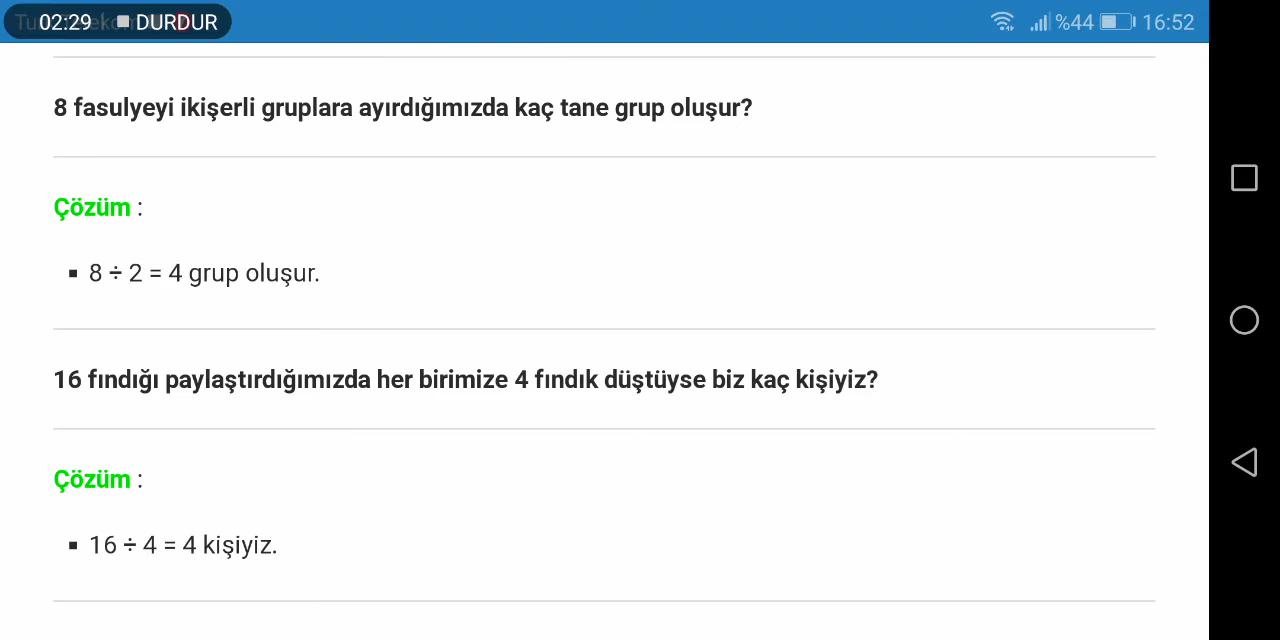 02:29 DURDUR %44 16:52
8 fasulyeyi ikişerli gruplara ayırdığımızda kaç tane grup oluşur?
Çözüm :
▪ 8 ÷ 2 = 4 grup oluşur.
16 fındığı paylaştırdığımızda her birimize 4 fındık düştüyse biz kaç kişiyiz?
Çözüm :
▪ 16 ÷ 4 = 4 kişiyiz.